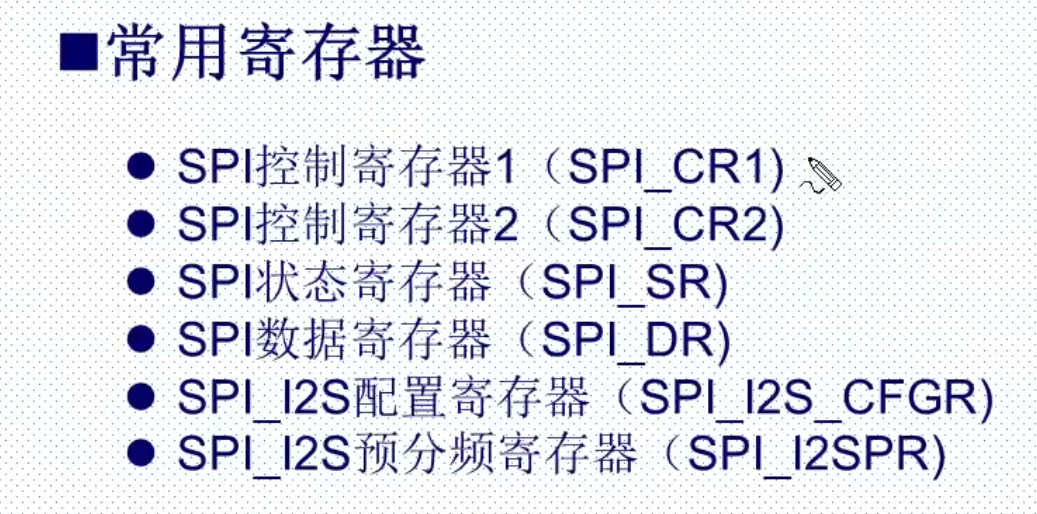 ■常用寄存器
● SPI控制寄存器1（SPI_CR1)
● SPI控制寄存器2（SPI_CR2)
● SPI状态寄存器（SPI_SR)
● SPI数据寄存器（SPI_DR)
● SPI_I2S配置寄存器（SPI_I2S_CFGR)
● SPI_I2S预分频寄存器（SPI_I2SPR)